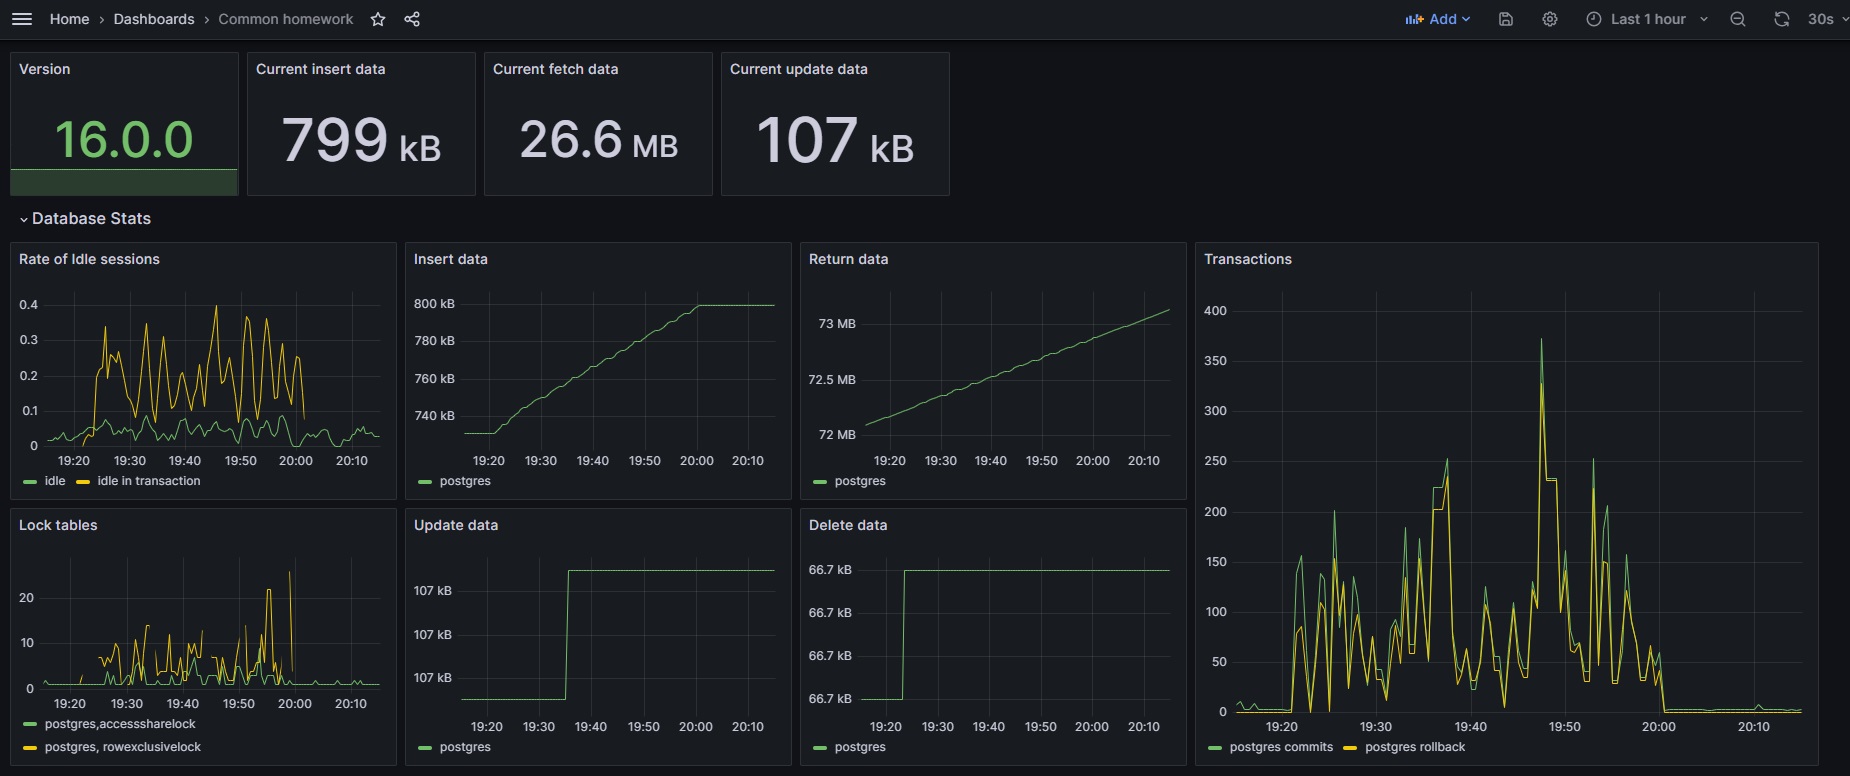 Home › Dashboards › Common homework
Add
Last 1 hour
30s
Version
16.0.0
Current insert data
799 kB
Current fetch data
26.6 MB
Current update data
107 kB
Database Stats
Rate of Idle sessions
0.4
0.3
0.2
0.1
0
19:20 19:30 19:40 19:50 20:00 20:10
idle idle in transaction
Insert data
800 kB
780 kB
760 kB
740 kB
19:20 19:30 19:40 19:50 20:00 20:10
postgres
Return data
73 MB
72.5 MB
72 MB
19:20 19:30 19:40 19:50 20:00 20:10
postgres
Transactions
400
350
300
250
200
150
100
50
0
19:20 19:30 19:40 19:50 20:00 20:10
postgres commits postgres rollback
Lock tables
20
10
0
19:20 19:30 19:40 19:50 20:00 20:10
postgres,accesssharelock
postgres, rowexclusivelock
Update data
107 kB
107 kB
107 kB
19:20 19:30 19:40 19:50 20:00 20:10
postgres
Delete data
66.7 kB
66.7 kB
66.7 kB
66.7 kB
19:20 19:30 19:40 19:50 20:00 20:10
postgres